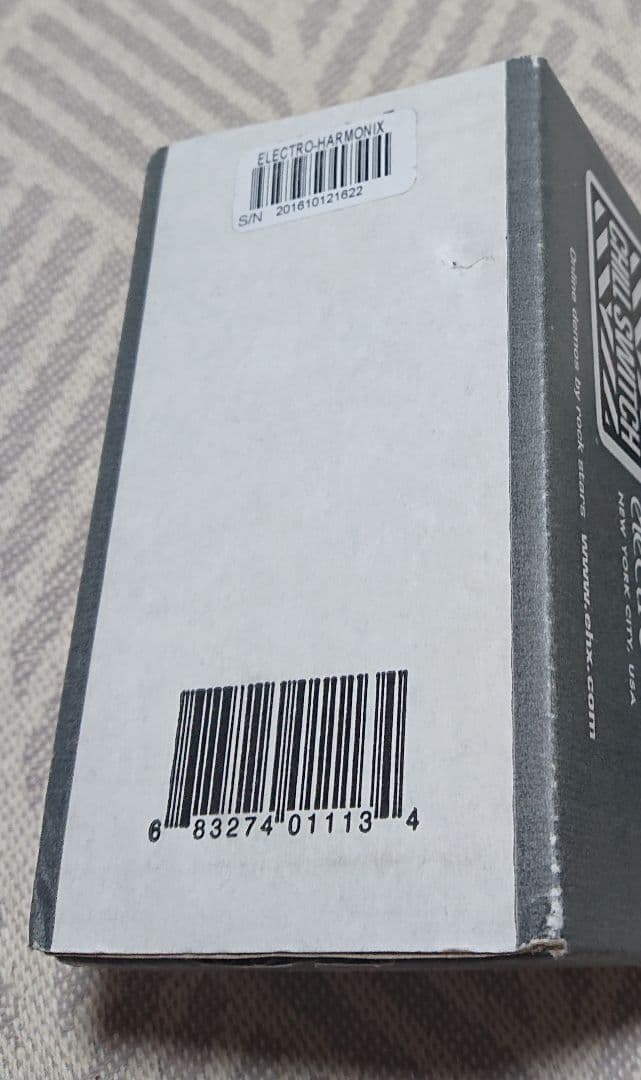 ELECTRO-HARMONIX
S/N 201610121622
6 83274 01113 4
CHILL SWITCH
Online demos by rock stars www.ehx.com
NEW YORK CITY, USA